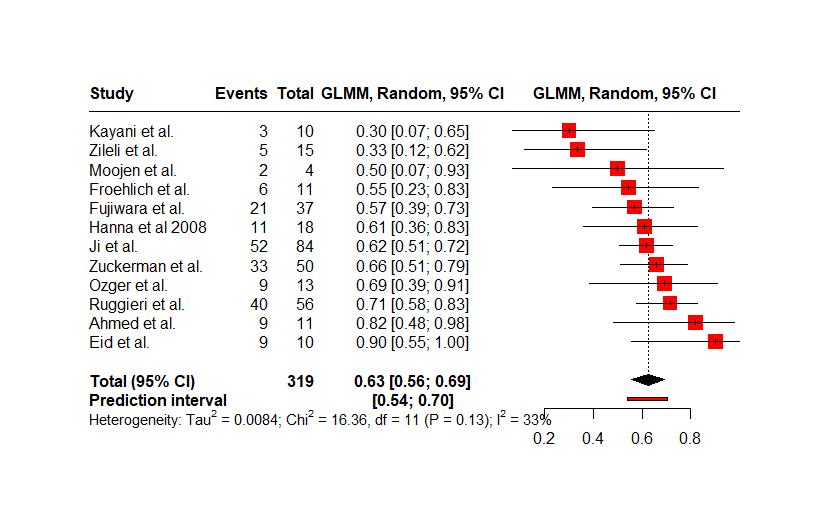 Study Events Total GLMM, Random, 95% CI GLMM, Random, 95% CI
Kayani et al. 3 10 0.30 [0.07; 0.65]
Zileli et al. 5 15 0.33 [0.12; 0.62]
Moojen et al. 2 4 0.50 [0.07; 0.93]
Froehlich et al. 6 11 0.55 [0.23; 0.83]
Fujiwara et al. 21 37 0.57 [0.39; 0.73]
Hanna et al 2008 11 18 0.61 [0.36; 0.83]
Ji et al. 52 84 0.62 [0.51; 0.72]
Zuckerman et al. 33 50 0.66 [0.51; 0.79]
Ozger et al. 9 13 0.69 [0.39; 0.91]
Ruggieri et al. 40 56 0.71 [0.58; 0.83]
Ahmed et al. 9 11 0.82 [0.48; 0.98]
Eid et al. 9 10 0.90 [0.55; 1.00]
Total (95% CI) 319 0.63 [0.56; 0.69]
Prediction interval [0.54; 0.70]
Heterogeneity: Tau² = 0.0084; Chi² = 16.36, df = 11 (P = 0.13); I² = 33%
0.2 0.4 0.6 0.8